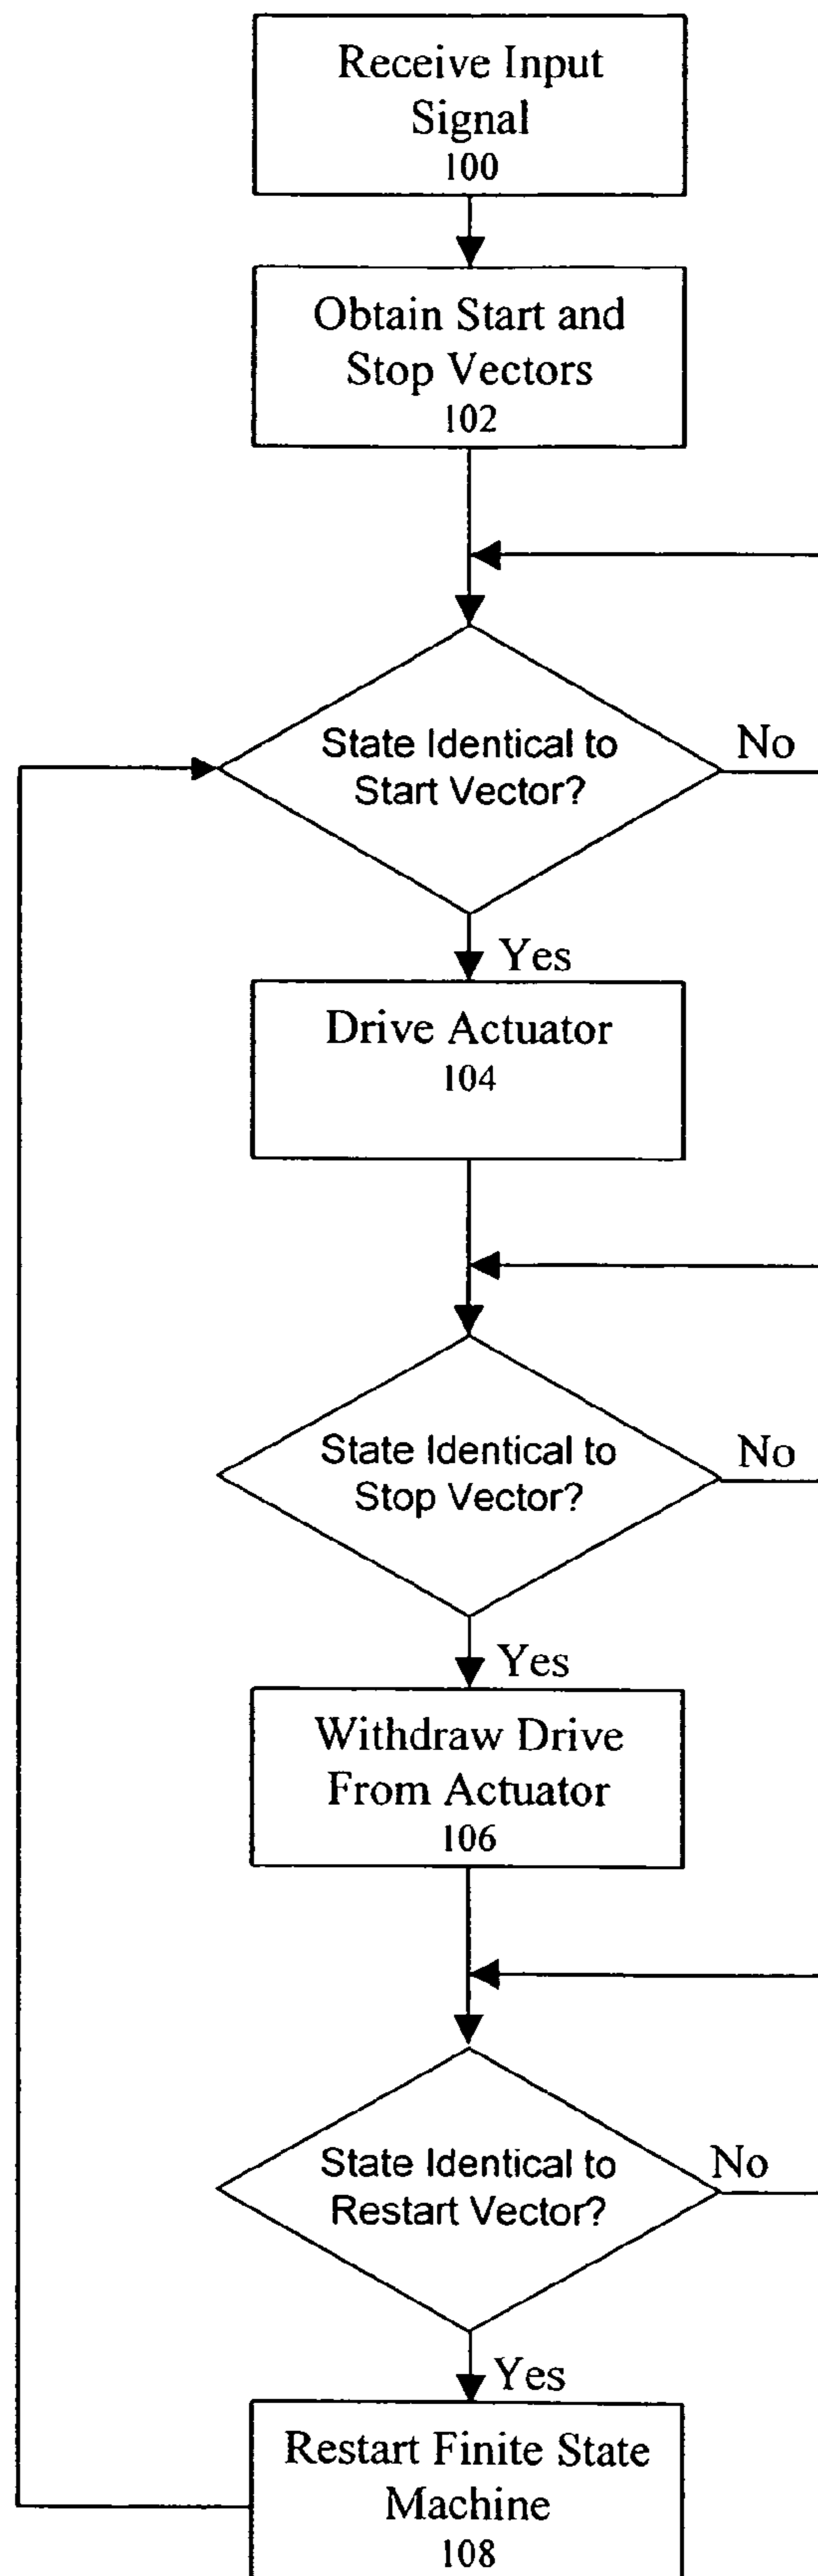 Receive Input
Signal
100
Obtain Start and
Stop Vectors
102
State Identical to
Start Vector?
No
Yes
Drive Actuator
104
State Identical to
Stop Vector?
No
Yes
Withdraw Drive
From Actuator
106
State Identical to
Restart Vector?
No
Yes
Restart Finite State
Machine
108